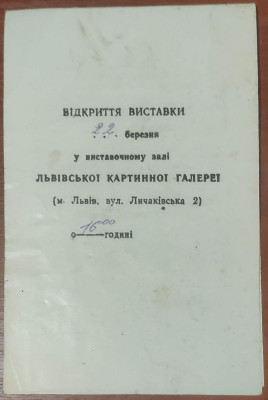 ВІДКРИТТЯ ВИСТАВКИ
22 березня
у виставочному залі
ЛЬВІВСЬКОЇ КАРТИННОЇ ГАЛЕРЕЇ
(м. Львів, вул. Личаківська 2)
о 16⁰⁰ годині